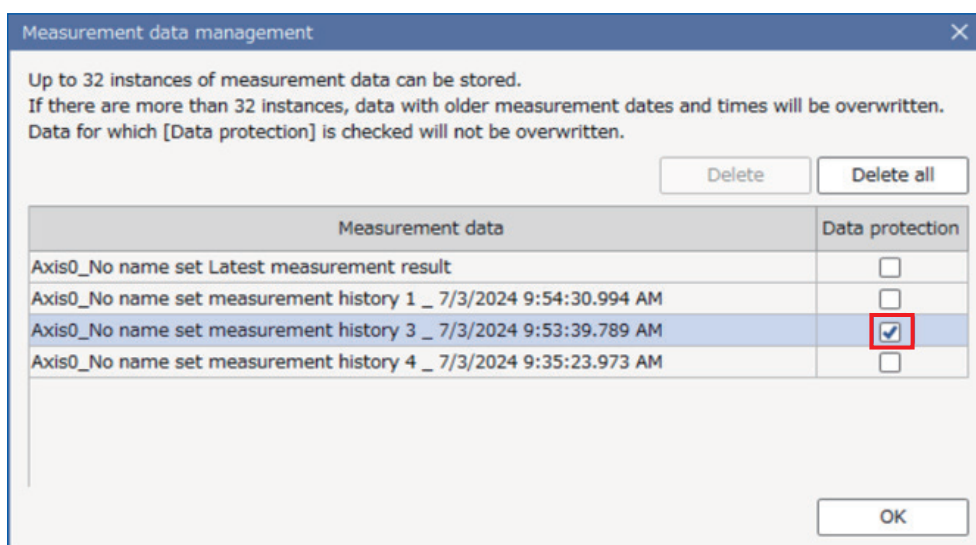 Measurement data management
Up to 32 instances of measurement data can be stored.
If there are more than 32 instances, data with older measurement dates and times will be overwritten.
Data for which [Data protection] is checked will not be overwritten.
Delete Delete all
Measurement data Data protection
Axis0_No name set Latest measurement result
Axis0_No name set measurement history 1 _ 7/3/2024 9:54:30.994 AM
Axis0_No name set measurement history 3 _ 7/3/2024 9:53:39.789 AM
Axis0_No name set measurement history 4 _ 7/3/2024 9:35:23.973 AM
OK